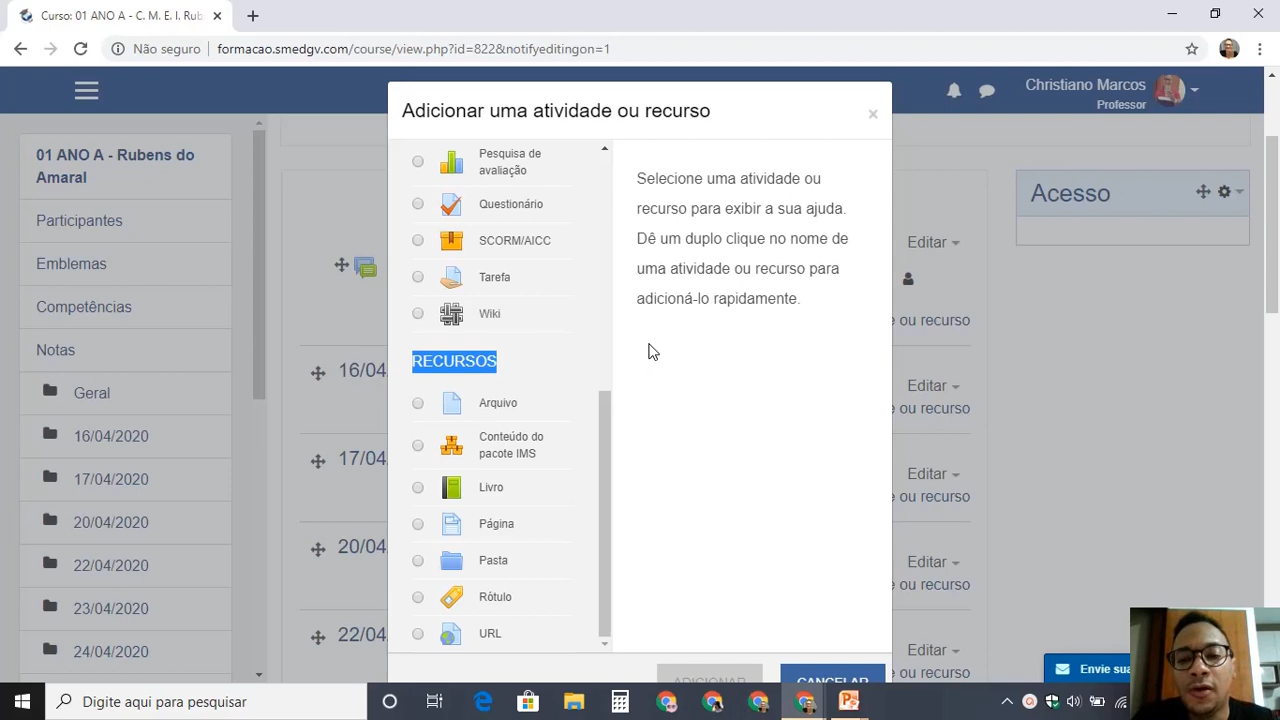 Curso: 01 ANO A - C. M. E. I. Rub
Não seguro
formacao.smedgv.com/course/view.php?id=822&notifyeditingon=1
Christiano Marcos
Professor
Adicionar uma atividade ou recurso
×
01 ANO A - Rubens do
Amaral
Participantes
Emblemas
Competências
Notas
Geral
16/04/2020
17/04/2020
20/04/2020
22/04/2020
23/04/2020
24/04/2020
Pesquisa de
avaliação
Questionário
SCORM/AICC
Tarefa
Wiki
RECURSOS
Arquivo
Conteúdo do
pacote IMS
Livro
Página
Pasta
Rótulo
URL
Selecione uma atividade ou
recurso para exibir a sua ajuda.
Dê um duplo clique no nome de
uma atividade ou recurso para
adicioná-lo rapidamente.
ADICIONAR
CANCELAR
16/04
17/04
20/04
22/04
Editar
e ou recurso
Editar
e ou recurso
Editar
e ou recurso
Editar
e ou recurso
Editar
e ou recurso
Acesso
Envie sua
Digite aqui para pesquisar